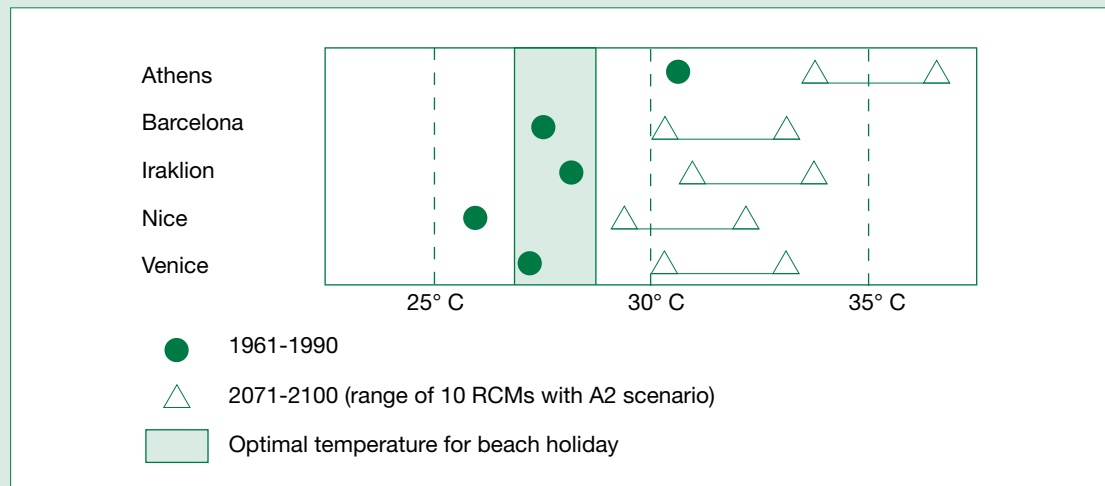 Athens
Barcelona
Iraklion
Nice
Venice
25° C 30° C 35° C
1961-1990
2071-2100 (range of 10 RCMs with A2 scenario)
Optimal temperature for beach holiday